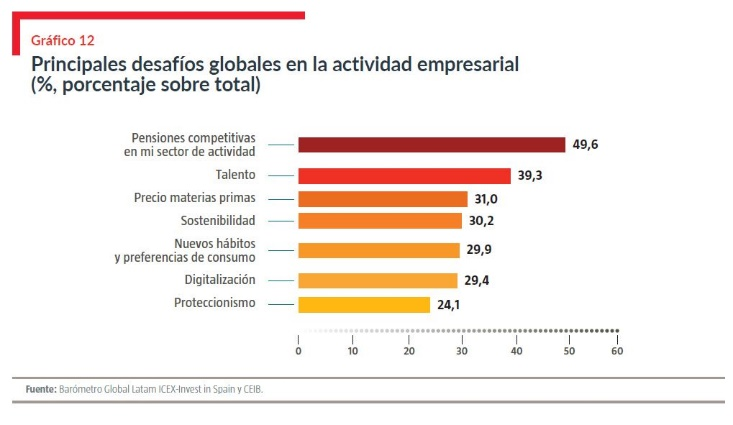 Gráfico 12
Principales desafíos globales en la actividad empresarial
(%, porcentaje sobre total)
Pensiones competitivas
en mi sector de actividad
49,6
Talento
39,3
Precio materias primas
31,0
Sostenibilidad
30,2
Nuevos hábitos
y preferencias de consumo
29,9
Digitalización
29,4
Proteccionismo
24,1
0 10 20 30 40 50 60
Fuente: Barómetro Global Latam ICEX-Invest in Spain y CEIB.